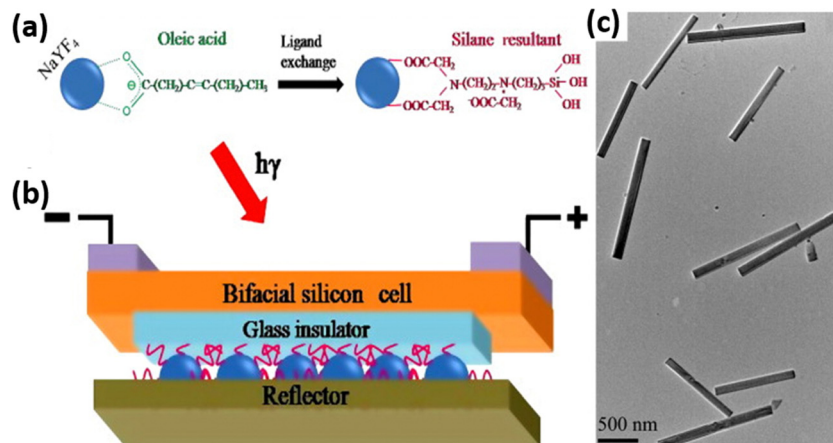 (a)
NaYF4
Oleic acid
O
⊖ C-(CH2)7-C=C-(CH2)7-CH3
O
Ligand
exchange
Silane resultant
OOC-CH2
OH
N-(CH2)2-N-(CH2)3-Si
OH
OOC-CH2
-OOC-CH2
OH
hγ
(b)
Bifacial silicon cell
Glass insulator
Reflector
(c)
500 nm